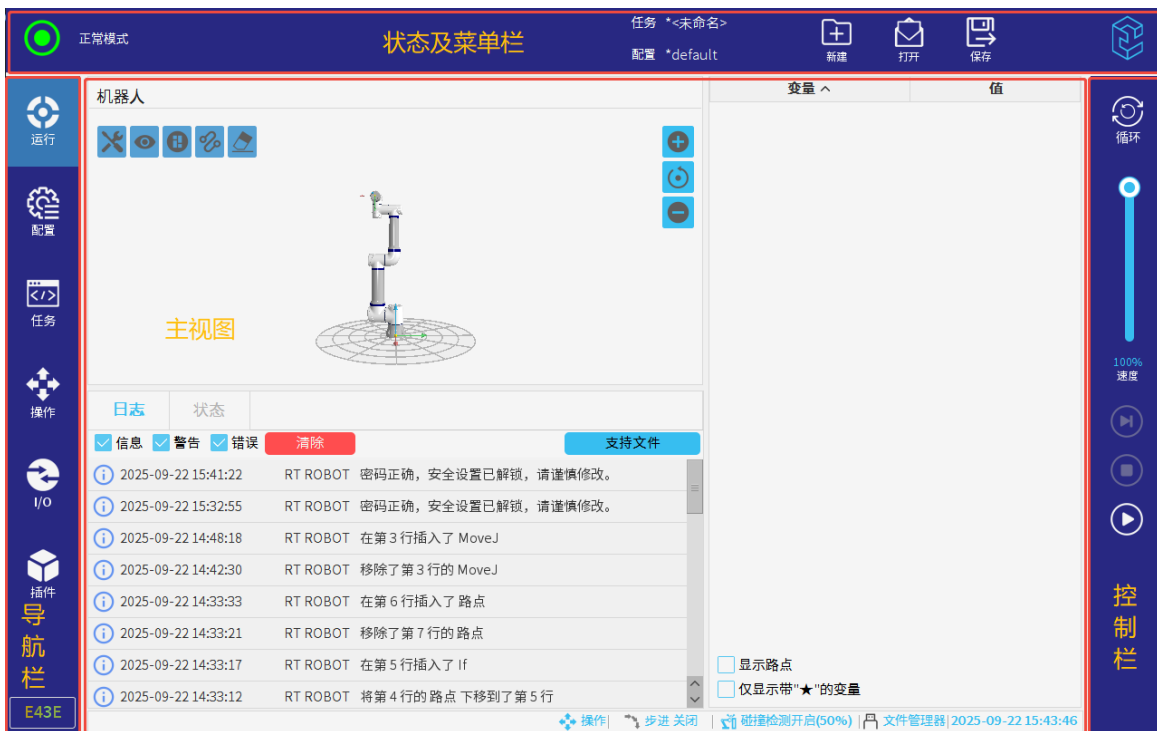 正常模式
状态及菜单栏
任务 *<未命名>
配置 *default
新建
打开
保存
运行
配置
任务
操作
I/O
插件
导航栏
E43E
机器人
主视图
日志
状态
信息
警告
错误
清除
支持文件
2025-09-22 15:41:22 RT ROBOT 密码正确，安全设置已解锁，请谨慎修改。
2025-09-22 15:32:55 RT ROBOT 密码正确，安全设置已解锁，请谨慎修改。
2025-09-22 14:48:18 RT ROBOT 在第3行插入了 MoveJ
2025-09-22 14:42:30 RT ROBOT 移除了第3行的 MoveJ
2025-09-22 14:33:33 RT ROBOT 在第6行插入了 路点
2025-09-22 14:33:21 RT ROBOT 移除了第7行的 路点
2025-09-22 14:33:17 RT ROBOT 在第5行插入了 If
2025-09-22 14:33:12 RT ROBOT 将第4行的 路点 下移到了第5行
变量
值
显示路点
仅显示带"★"的变量
操作| 步进 关闭 | 碰撞检测开启(50%) | 文件管理器| 2025-09-22 15:43:46
循环
100%
速度
控制栏